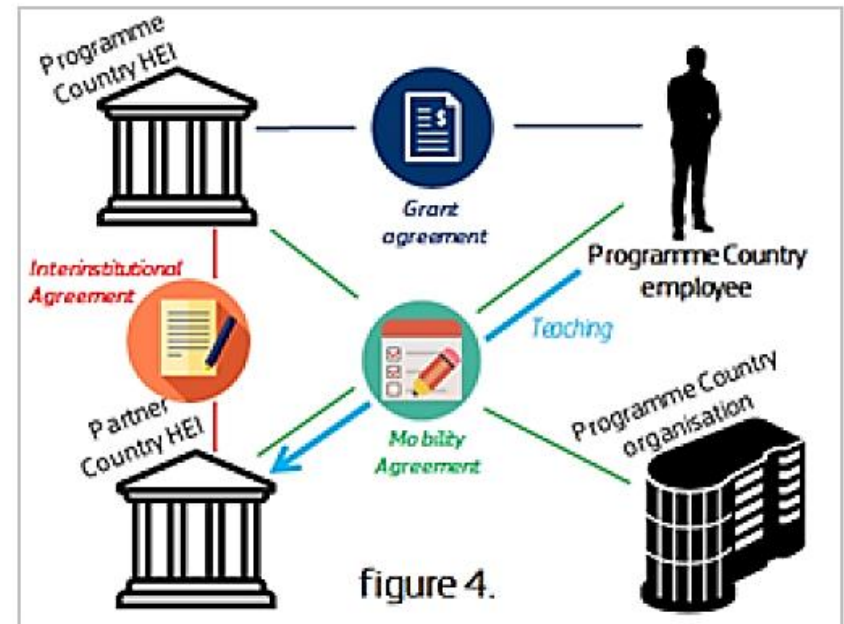 Programme
Country HEI
Grant
agreement
Programme Country
employee
Interinstitutional
Agreement
Teaching
Partner
Country HEI
Mobility
Agreement
Programme Country
organisation
figure 4.